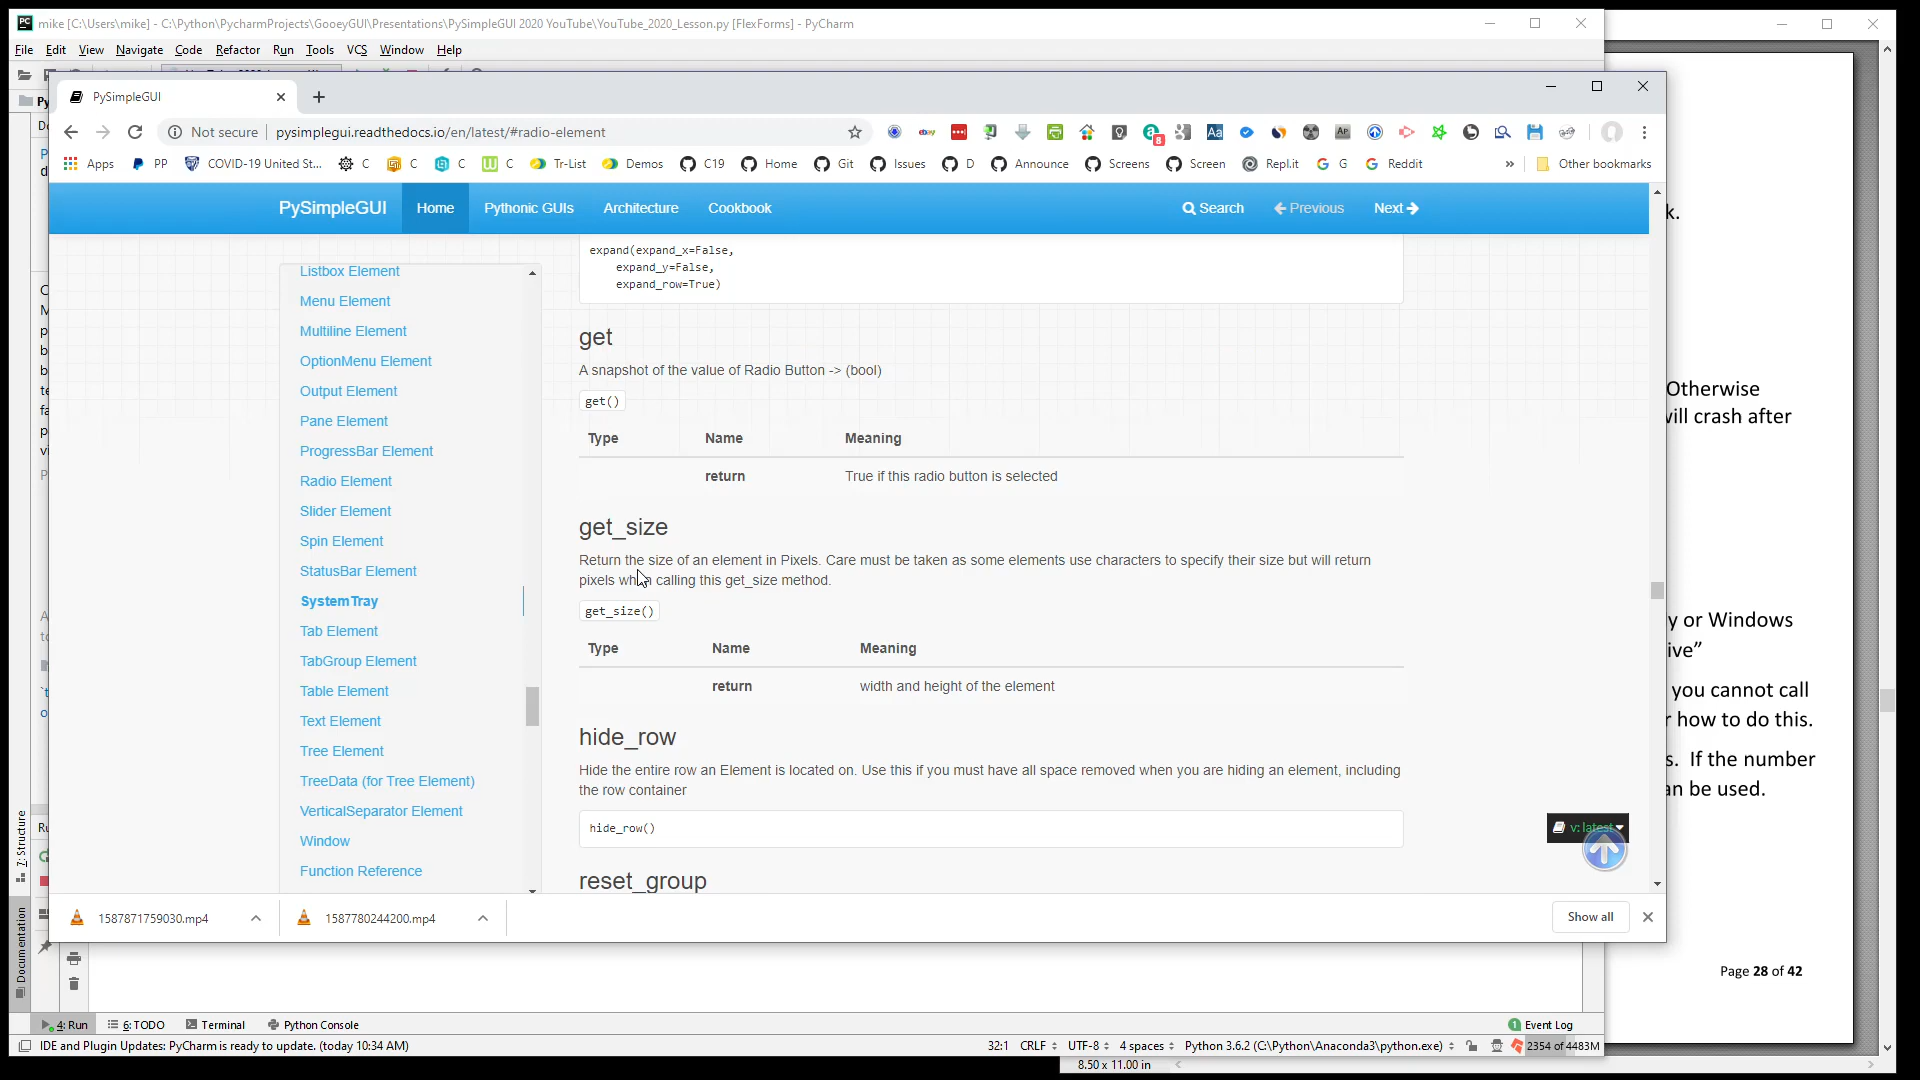 mike [C:\Users\mike] - C:\Python\PycharmProjects\GooeyGUI\Presentations\PySimpleGUI 2020 YouTube\YouTube_2020_Lesson.py [FlexForms] - PyCharm
File Edit View Navigate Code Refactor Run Tools VCS Window Help
PySimpleGUI
Not secure pysimplegui.readthedocs.io/en/latest/#radio-element
Apps PP COVID-19 United St... C C C C Tr-List Demos C19 Home Git Issues D Announce Screens Screen Repl.it G Reddit » Other bookmarks
PySimpleGUI Home Pythonic GUIs Architecture Cookbook Search Previous Next
Listbox Element
Menu Element
Multiline Element
OptionMenu Element
Output Element
Pane Element
ProgressBar Element
Radio Element
Slider Element
Spin Element
StatusBar Element
SystemTray
Tab Element
TabGroup Element
Table Element
Text Element
Tree Element
TreeData (for Tree Element)
VerticalSeparator Element
Window
Function Reference
expand(expand_x=False,
expand_y=False,
expand_row=True)
get
A snapshot of the value of Radio Button -> (bool)
get()
Type Name Meaning
return True if this radio button is selected
get_size
Return the size of an element in Pixels. Care must be taken as some elements use characters to specify their size but will return
pixels when calling this get_size method.
get_size()
Type Name Meaning
return width and height of the element
hide_row
Hide the entire row an Element is located on. Use this if you must have all space removed when you are hiding an element, including
the row container
hide_row()
reset_group
v: latest
1587871759030.mp4 1587780244200.mp4 Show all
k.
Otherwise
will crash after
y or Windows
ive”
you cannot call
r how to do this.
s. If the number
an be used.
Page 28 of 42
7: Structure
Documentation
4: Run 6: TODO Terminal Python Console 1 Event Log
IDE and Plugin Updates: PyCharm is ready to update. (today 10:34 AM) 32:1 CRLF UTF-8 4 spaces Python 3.6.2 (C:\Python\Anaconda3\python.exe) 2354 of 4483M
8.50 x 11.00 in